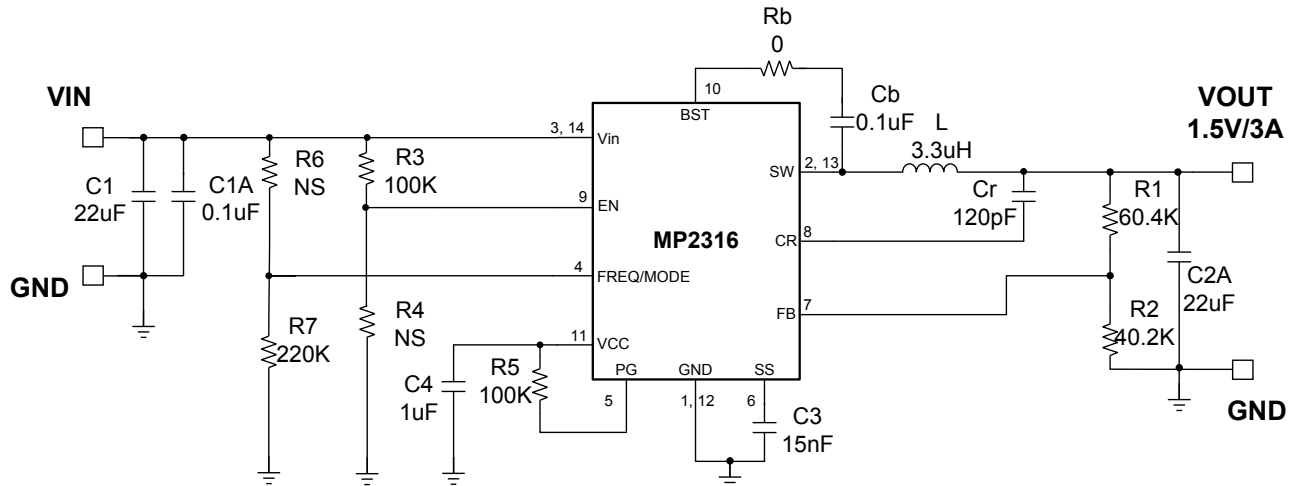 Rb
0
VIN
10
BST
Cb
0.1uF
L
3.3uH
VOUT
1.5V/3A
3, 14
Vin
SW
2, 13
C1
22uF
C1A
0.1uF
R6
NS
R3
100K
9
EN
MP2316
Cr
120pF
CR
8
R1
60.4K
GND
4
FREQ/MODE
FB
7
C2A
22uF
R7
220K
R4
NS
11
VCC
R2
40.2K
C4
1uF
R5
100K
PG
GND
SS
5
1, 12
6
C3
15nF
GND